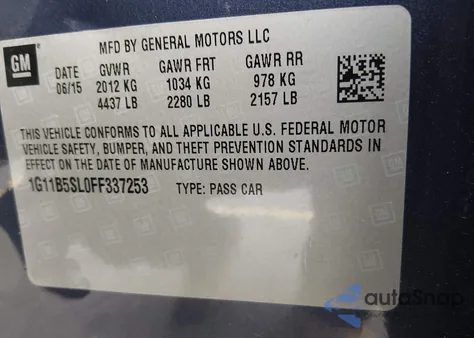 GM
MFD BY GENERAL MOTORS LLC
DATE GVWR GAWR FRT GAWR RR
06/15 2012 KG 1034 KG 978 KG
4437 LB 2280 LB 2157 LB
THIS VEHICLE CONFORMS TO ALL APPLICABLE U.S. FEDERAL MOTOR
VEHICLE SAFETY, BUMPER, AND THEFT PREVENTION STANDARDS IN
EFFECT ON THE DATE OF MANUFACTURE SHOWN ABOVE.
1G11B5SL0FF337253 TYPE: PASS CAR
autoSnap